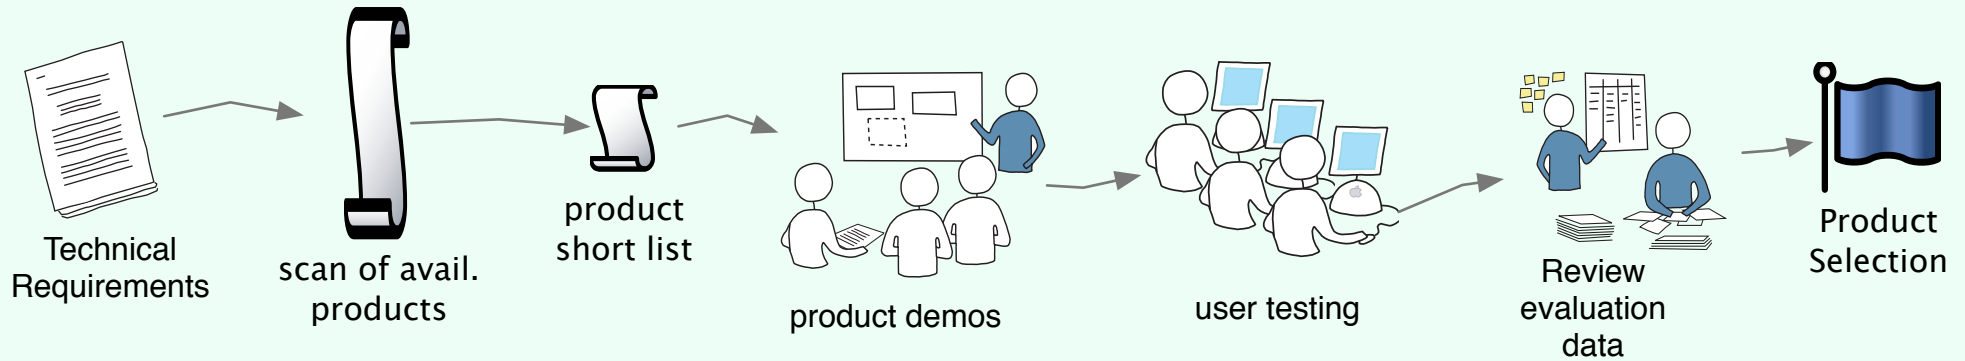 Technical
Requirements
scan of avail.
products
product
short list
product demos
user testing
Review
evaluation
data
Product
Selection